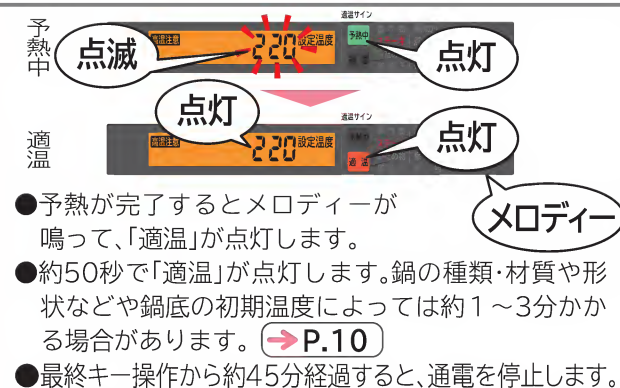 予熱中
点滅
高温注意
220
設定温度
適温サイン
予熱中
点灯
適温
点灯
高温注意
220
設定温度
適温サイン
適温
点灯
メロディー
●予熱が完了するとメロディーが
鳴って、「適温」が点灯します。
●約50秒で「適温」が点灯します。鍋の種類・材質や形
状などや鍋底の初期温度によっては約1～3分かか
る場合があります。 ➔P.10
●最終キー操作から約45分経過すると、通電を停止します。